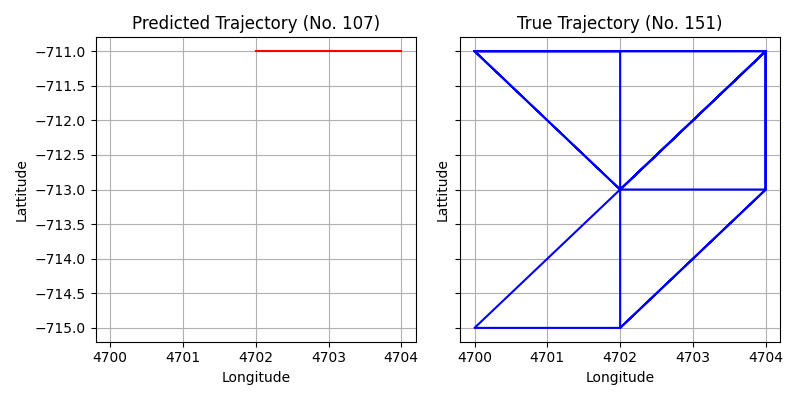 Predicted Trajectory (No. 107)
−711.0
−711.5
−712.0
−712.5
−713.0
−713.5
−714.0
−714.5
−715.0
Lattitude
4700 4701 4702 4703 4704
Longitude
True Trajectory (No. 151)
Lattitude
4700 4701 4702 4703 4704
Longitude